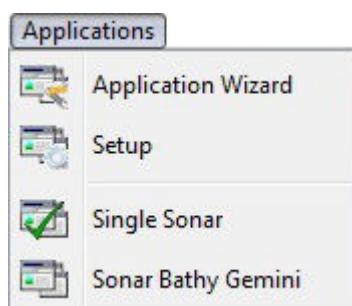 Applications
Application Wizard
Setup
Single Sonar
Sonar Bathy Gemini